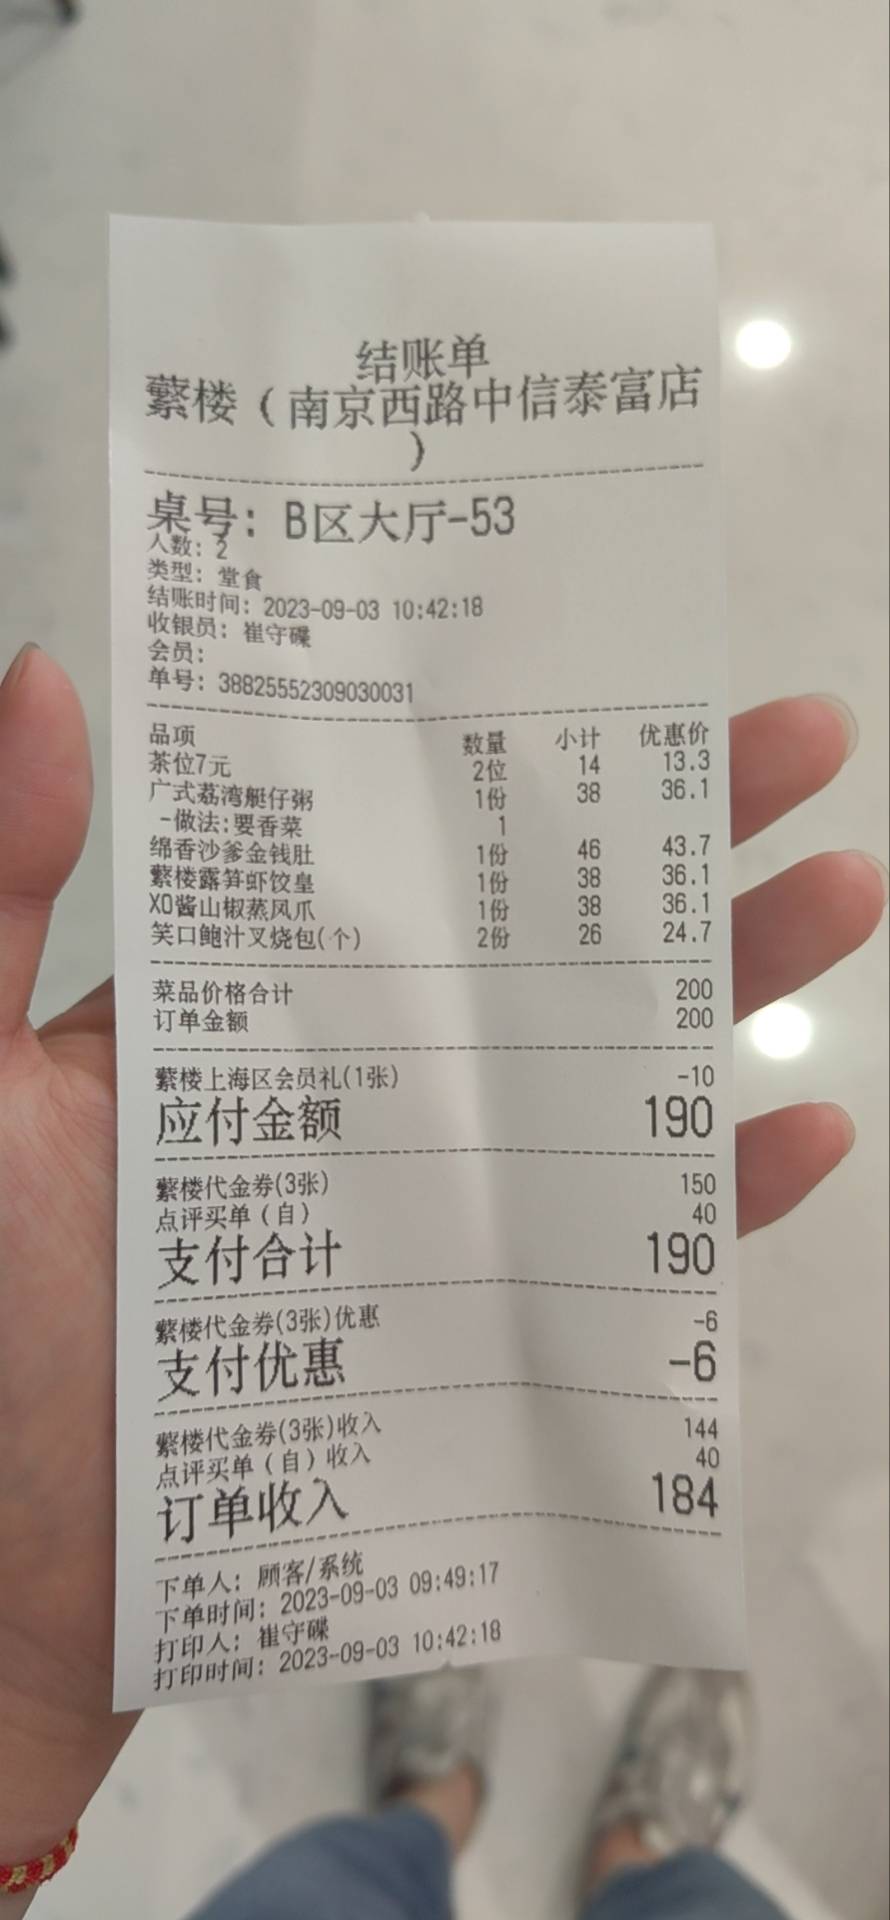 结账单
蘩楼（南京西路中信泰富店
）
桌号：B区大厅-53
人数：2
类型：堂食
结账时间：2023-09-03 10:42:18
收银员：崔守碟
会员：
单号：38825552309030031
品项 数量 小计 优惠价
茶位7元 2位 14 13.3
广式荔湾艇仔粥 1份 38 36.1
-做法:要香菜 1
绵香沙爹金钱肚 1份 46 43.7
蘩楼露笋虾饺皇 1份 38 36.1
XO酱山椒蒸凤爪 1份 38 36.1
笑口鲍汁叉烧包(个) 2份 26 24.7
菜品价格合计 200
订单金额 200
蘩楼上海区会员礼(1张) -10
应付金额 190
蘩楼代金券(3张) 150
点评买单（自） 40
支付合计 190
蘩楼代金券(3张)优惠 -6
支付优惠 -6
蘩楼代金券(3张)收入 144
点评买单（自）收入 40
订单收入 184
下单人：顾客/系统
下单时间：2023-09-03 09:49:17
打印人：崔守碟
打印时间：2023-09-03 10:42:18